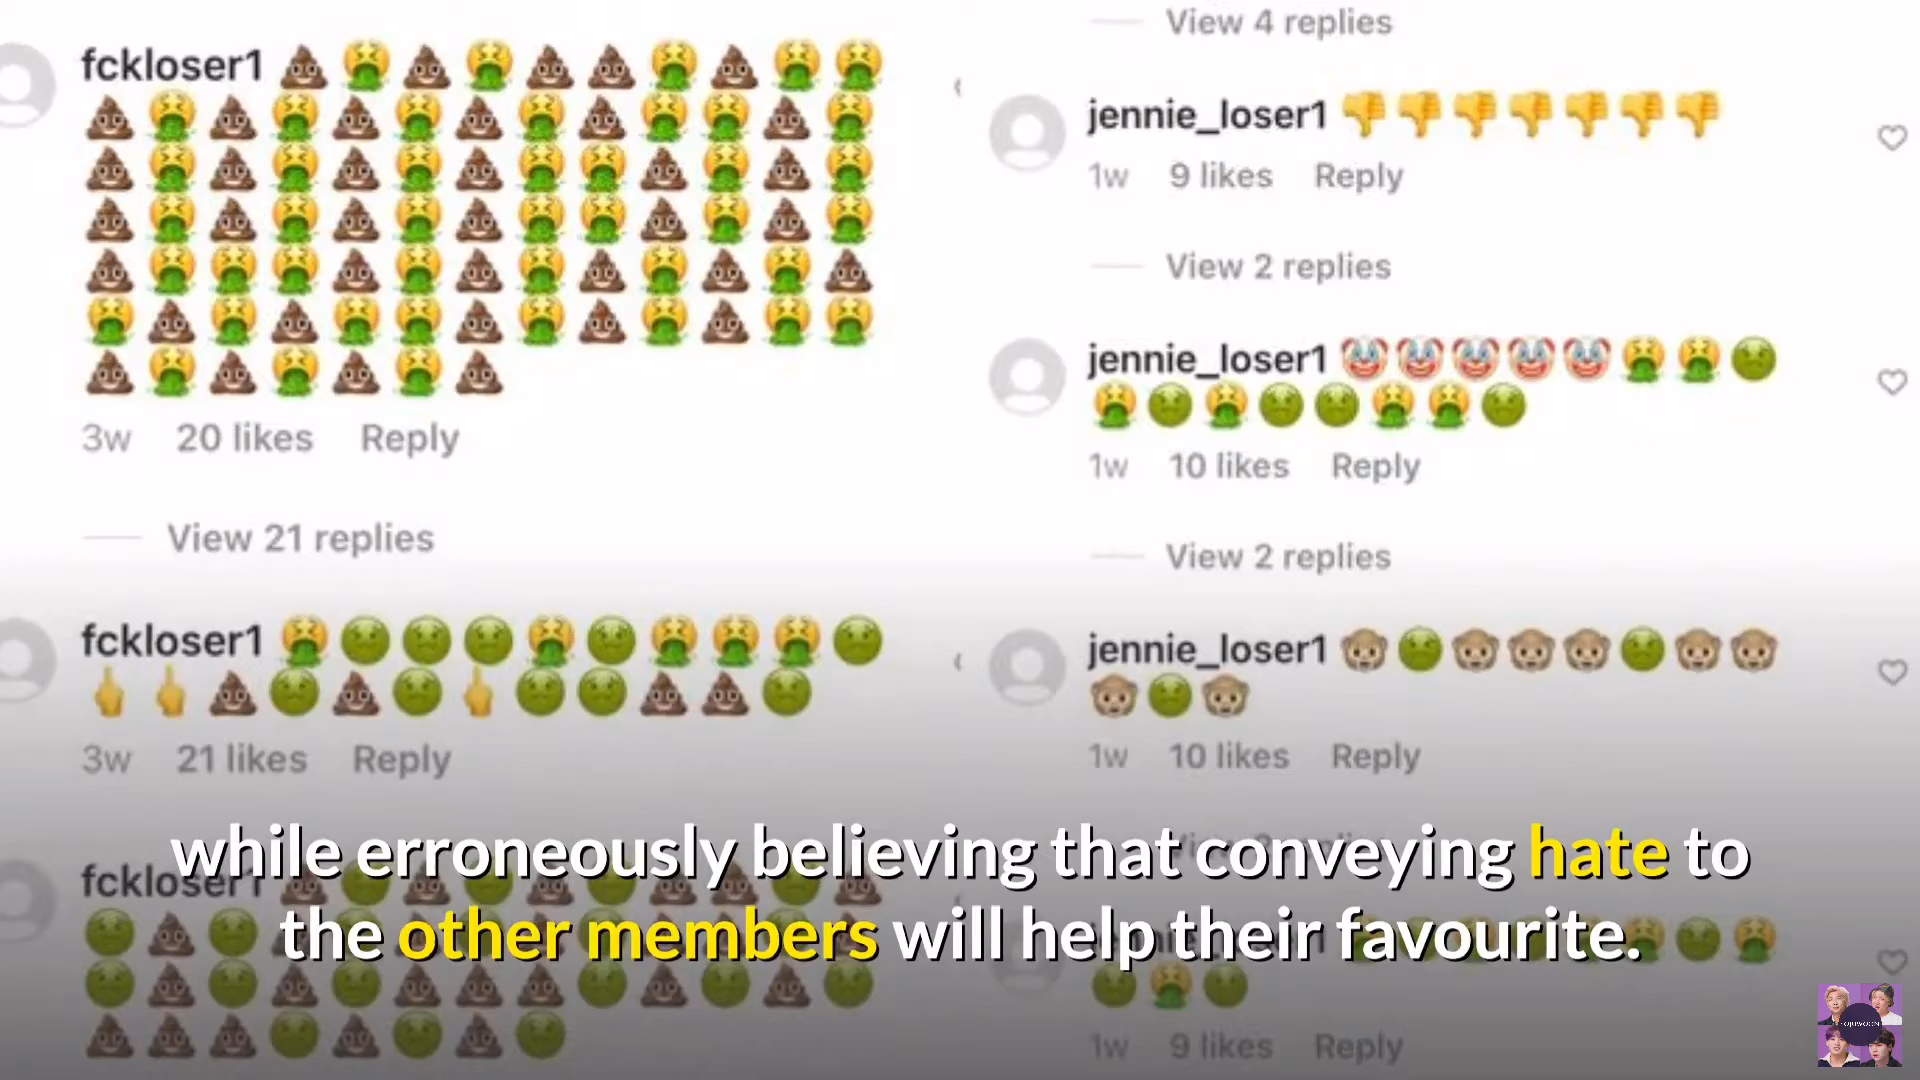 fckloser1
3w 20 likes Reply
View 21 replies
fckloser1
3w 21 likes Reply
fckloser1
View 4 replies
jennie_loser1
1w 9 likes Reply
View 2 replies
jennie_loser1
1w 10 likes Reply
View 2 replies
jennie_loser1
1w 10 likes Reply
1w 9 likes Reply
while erroneously believing that conveying hate to
the other members will help their favourite.